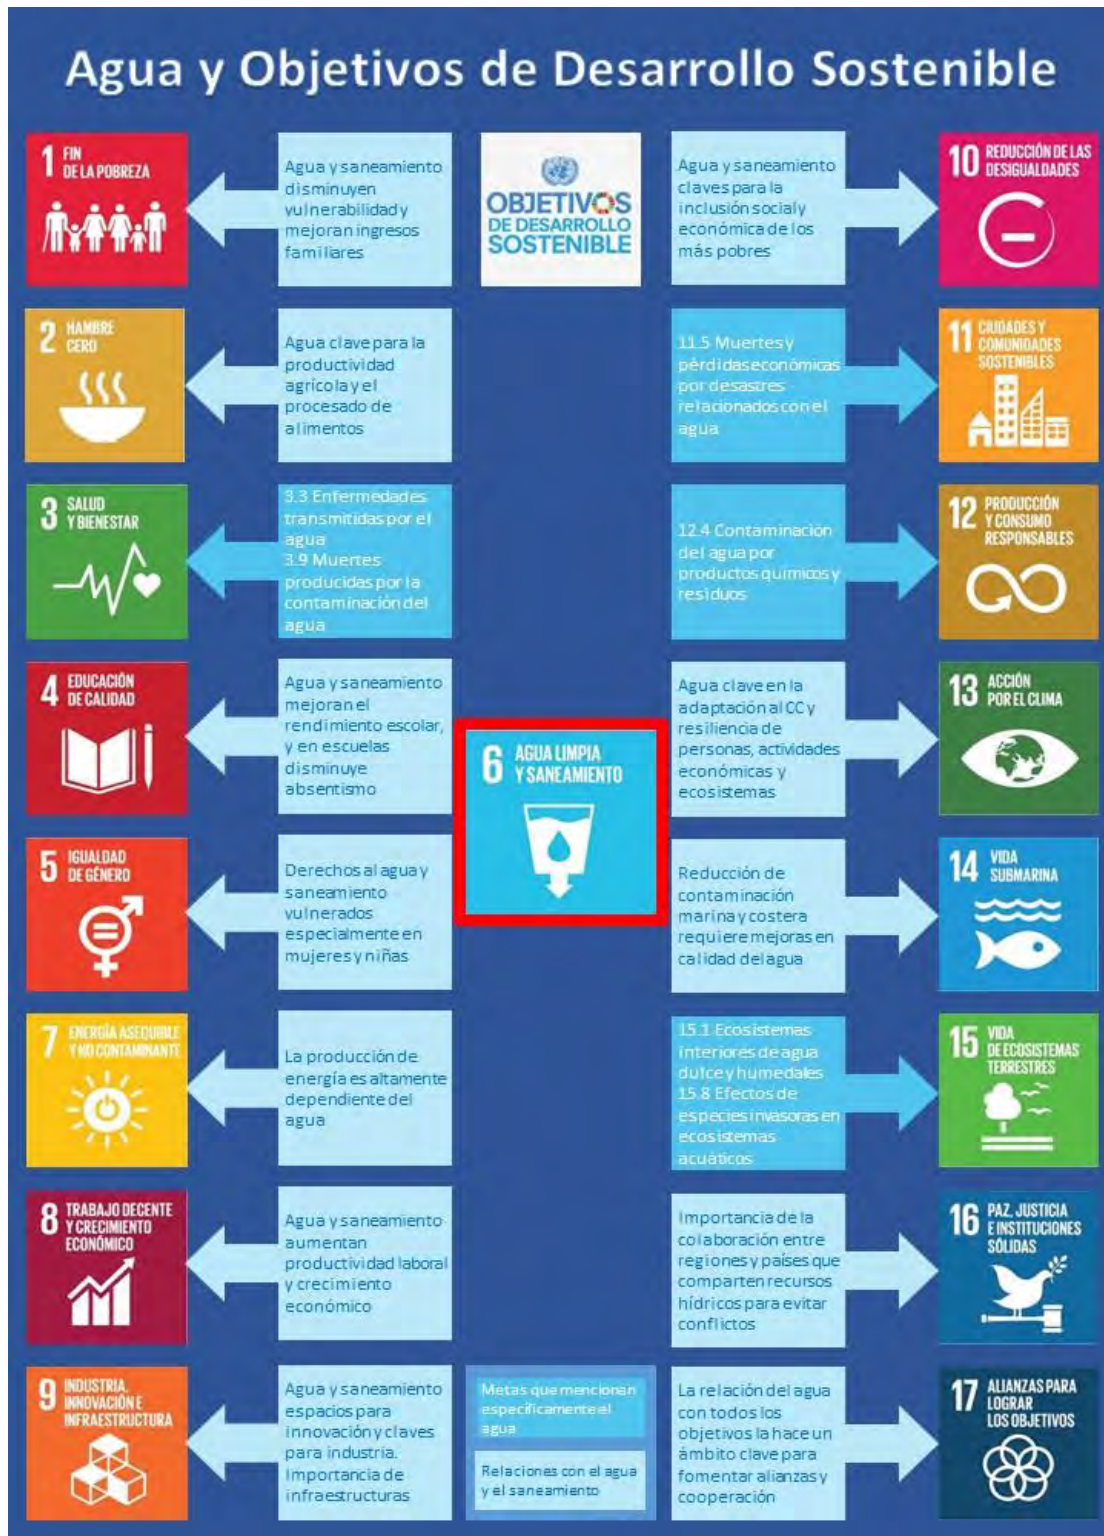 Agua y Objetivos de Desarrollo Sostenible
1 FIN
DE LA POBREZA
Agua y saneamiento
disminuyen
vulnerabilidad y
mejoran ingresos
familiares
OBJETIVOS
DE DESARROLLO
SOSTENIBLE
Agua y saneamiento
claves para la
inclusión social y
económica de los
más pobres
10 REDUCCIÓN DE LAS
DESIGUALDADES
2 HAMBRE
CERO
Agua clave para la
productividad
agrícola y el
procesado de
alimentos
11.5 Muertes y
pérdidas económicas
por desastres
relacionados con el
agua
11 CIUDADES Y
COMUNIDADES
SOSTENIBLES
3 SALUD
Y BIENESTAR
3.3 Enfermedades
transmitidas por el
agua
3.9 Muertes
producidas por la
contaminación del
agua
12.4 Contaminación
del agua por
productos químicos y
residuos
12 PRODUCCIÓN
Y CONSUMO
RESPONSABLES
4 EDUCACIÓN
DE CALIDAD
Agua y saneamiento
mejoran el
rendimiento escolar,
y en escuelas
disminuye
absentismo
6 AGUA LIMPIA
Y SANEAMIENTO
Agua clave en la
adaptación al CC y
resiliencia de
personas, actividades
económicas y
ecosistemas
13 ACCIÓN
POR EL CLIMA
5 IGUALDAD
DE GÉNERO
Derechos al agua y
saneamiento
vulnerados
especialmente en
mujeres y niñas
Reducción de
contaminación
marina y costera
requiere mejoras en
calidad del agua
14 VIDA
SUBMARINA
7 ENERGÍA ASEQUIBLE
Y NO CONTAMINANTE
La producción de
energía es altamente
dependiente del
agua
15.1 Ecosistemas
interiores de agua
dulce y humedales
15.8 Efectos de
especies invasoras en
ecosistemas
acuáticos
15 VIDA
DE ECOSISTEMAS
TERRESTRES
8 TRABAJO DECENTE
Y CRECIMIENTO
ECONÓMICO
Agua y saneamiento
aumentan
productividad laboral
y crecimiento
económico
Importancia de la
colaboración entre
regiones y países que
comparten recursos
hídricos para evitar
conflictos
16 PAZ, JUSTICIA
E INSTITUCIONES
SÓLIDAS
9 INDUSTRIA,
INNOVACIÓN E
INFRAESTRUCTURA
Agua y saneamiento
espacios para
innovación y claves
para industria.
Importancia de
infraestructuras
Metas que mencionan
específicamente el
agua
Relaciones con el agua
y el saneamiento
La relación del agua
con todos los
objetivos la hace un
ámbito clave para
fomentar alianzas y
cooperación
17 ALIANZAS PARA
LOGRAR
LOS OBJETIVOS